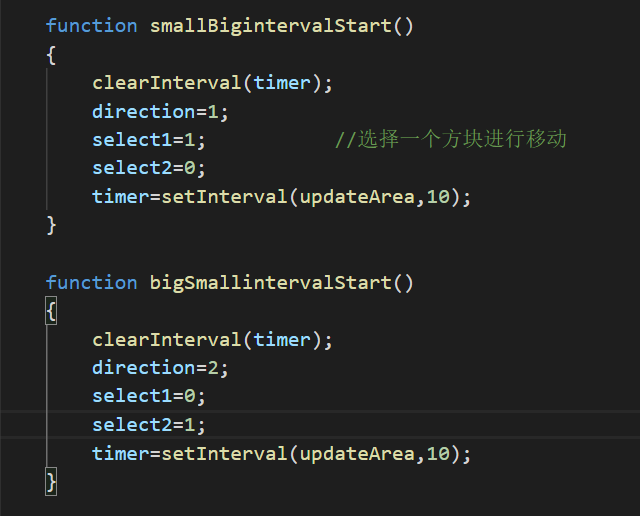 function smallBigintervalStart()
{
clearInterval(timer);
direction=1;
select1=1; //选择一个方块进行移动
select2=0;
timer=setInterval(updateArea,10);
}
function bigSmallintervalStart()
{
clearInterval(timer);
direction=2;
select1=0;
select2=1;
timer=setInterval(updateArea,10);
}